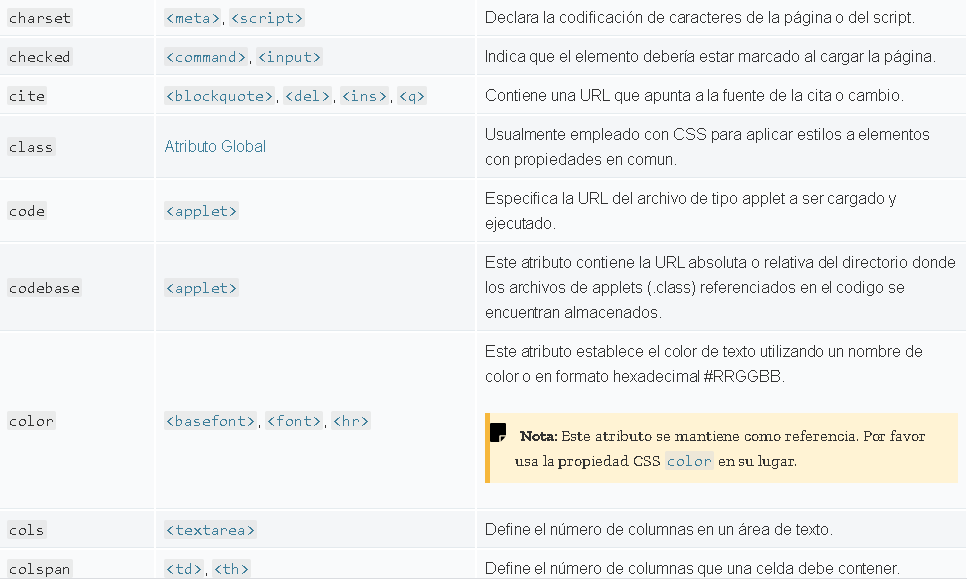 charset <meta>, <script> Declara la codificación de caracteres de la página o del script.
checked <command>, <input> Indica que el elemento debería estar marcado al cargar la página.
cite <blockquote>, <del>, <ins>, <q> Contiene una URL que apunta a la fuente de la cita o cambio.
class Atributo Global Usualmente empleado con CSS para aplicar estilos a elementos
con propiedades en comun.
code <applet> Especifica la URL del archivo de tipo applet a ser cargado y
ejecutado.
codebase <applet> Este atributo contiene la URL absoluta o relativa del directorio donde
los archivos de applets (.class) referenciados en el codigo se
encuentran almacenados.
color <basefont>, <font>, <hr> Este atributo establece el color de texto utilizando un nombre de
color o en formato hexadecimal #RRGGBB.
Nota: Este atributo se mantiene como referencia. Por favor
usa la propiedad CSS color en su lugar.
cols <textarea> Define el número de columnas en un área de texto.
colspan <td>, <th> Define el número de columnas que una celda debe contener.